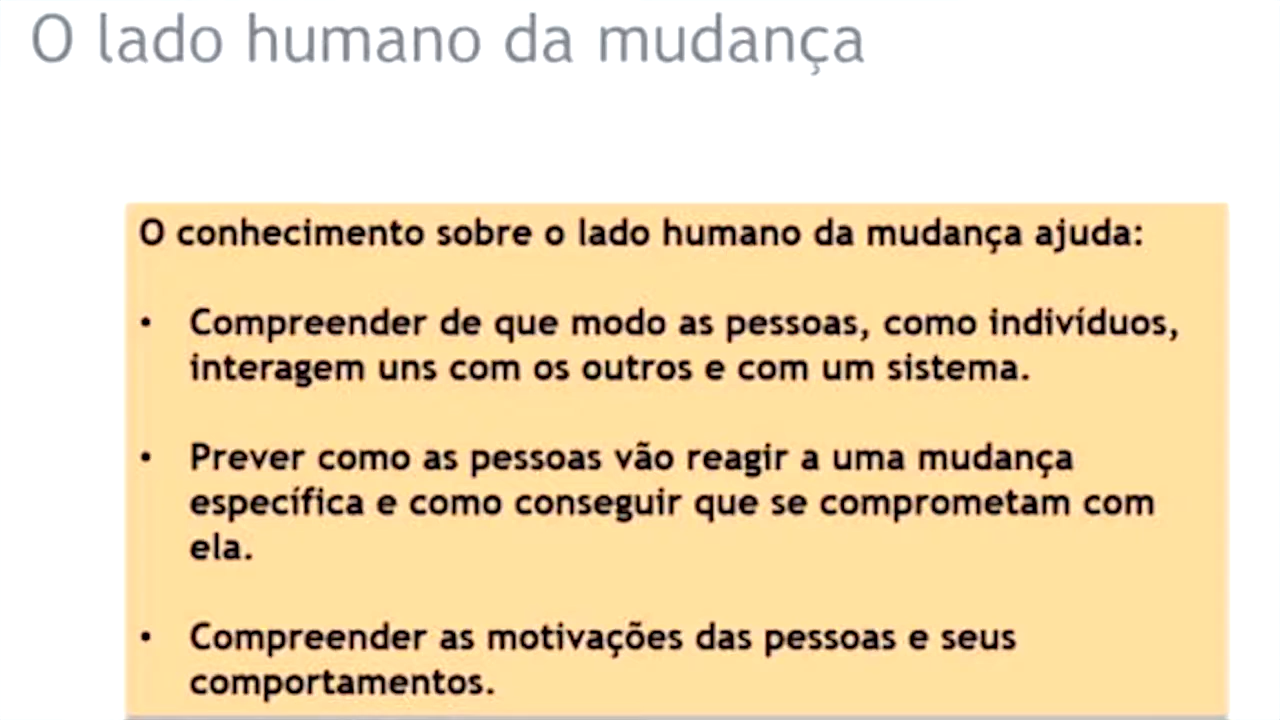 O lado humano da mudança
O conhecimento sobre o lado humano da mudança ajuda:
• Compreender de que modo as pessoas, como indivíduos,
interagem uns com os outros e com um sistema.
• Prever como as pessoas vão reagir a uma mudança
específica e como conseguir que se comprometam com
ela.
• Compreender as motivações das pessoas e seus
comportamentos.